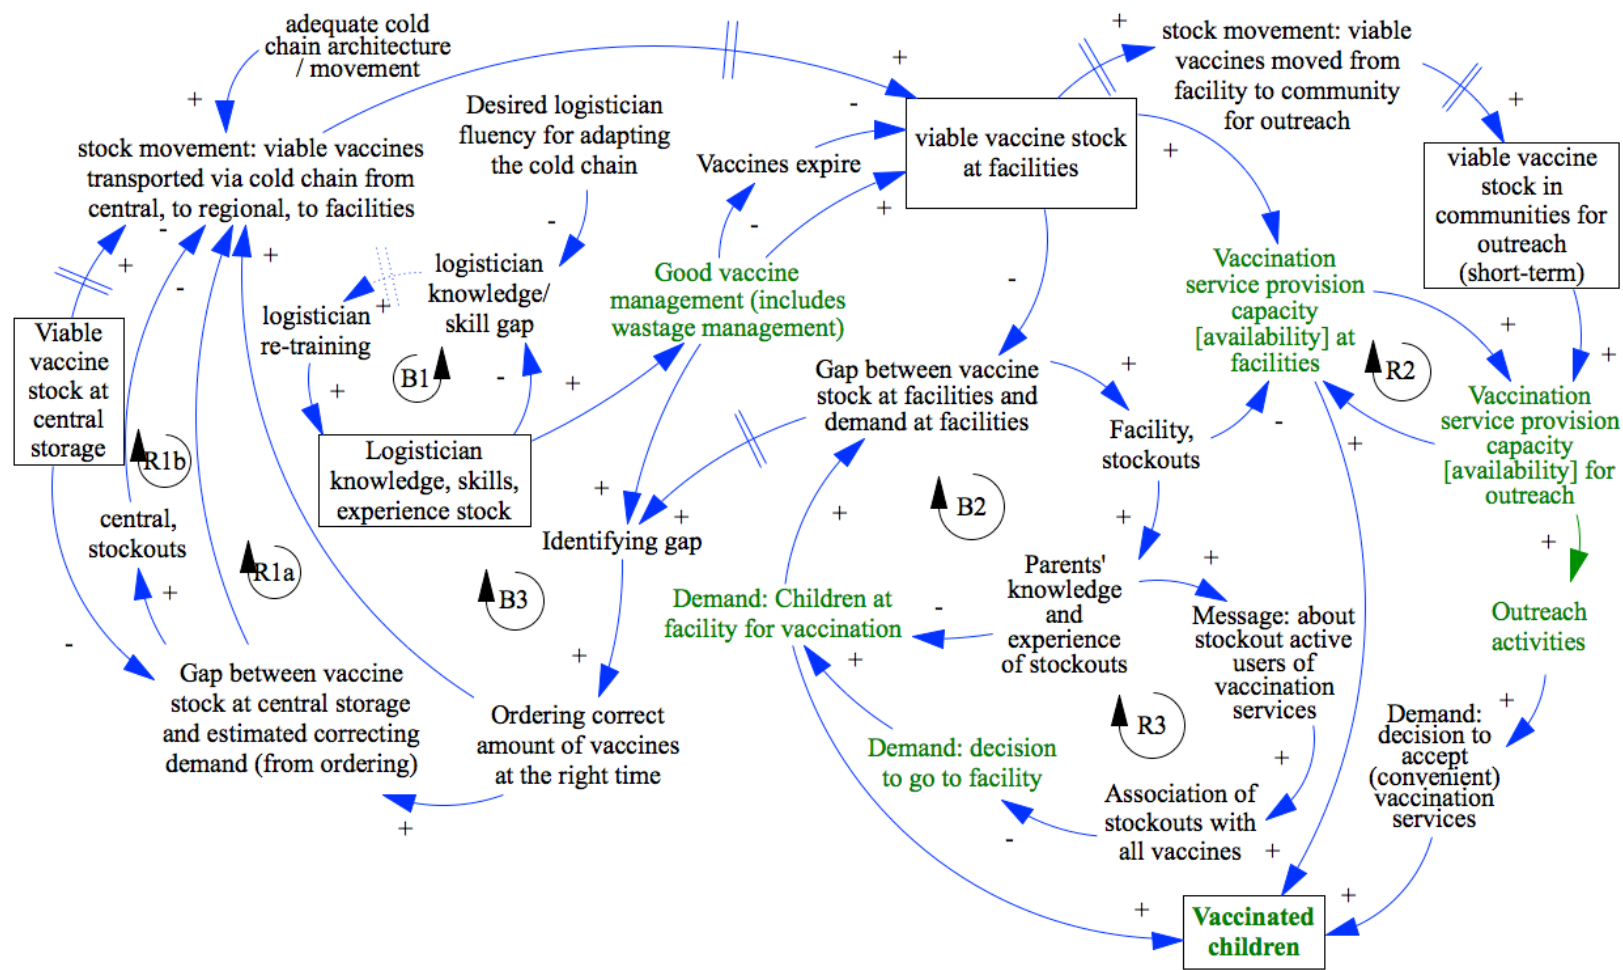 adequate cold
chain architecture
/ movement
+
stock movement: viable vaccines
transported via cold chain from
central, to regional, to facilities
Desired logistician
fluency for adapting
the cold chain
-
Vaccines expire
-
+
-
+
viable vaccine stock
at facilities
+
stock movement: viable
vaccines moved from
facility to community
for outreach
+
viable vaccine
stock in
communities for
outreach
(short-term)
+
-
+
-
+
logistician
knowledge/
skill gap
+
logistician
re-training
+
B1
-
+
Good vaccine
management (includes
wastage management)
-
Vaccination
service provision
capacity
[availability] at
facilities
+
+
R2
Vaccination
service provision
capacity
[availability] for
outreach
+
Viable
vaccine
stock at
central
storage
R1b
Logistician
knowledge, skills,
experience stock
Gap between vaccine
stock at facilities and
demand at facilities
+
Facility,
stockouts
-
+
+
Identifying gap
+
+
B2
central,
stockouts
+
R1a
B3
-
+
Gap between vaccine
stock at central storage
and estimated correcting
demand (from ordering)
+
Ordering correct
amount of vaccines
at the right time
Demand: Children at
facility for vaccination
-
+
Parents'
knowledge
and
experience
of stockouts
+
Message: about
stockout active
users of
vaccination
services
+
R3
Demand: decision
to go to facility
-
Association of
stockouts with
all vaccines
+
Outreach
activities
+
Demand:
decision to
accept
(convenient)
vaccination
services
+
+
Vaccinated
children